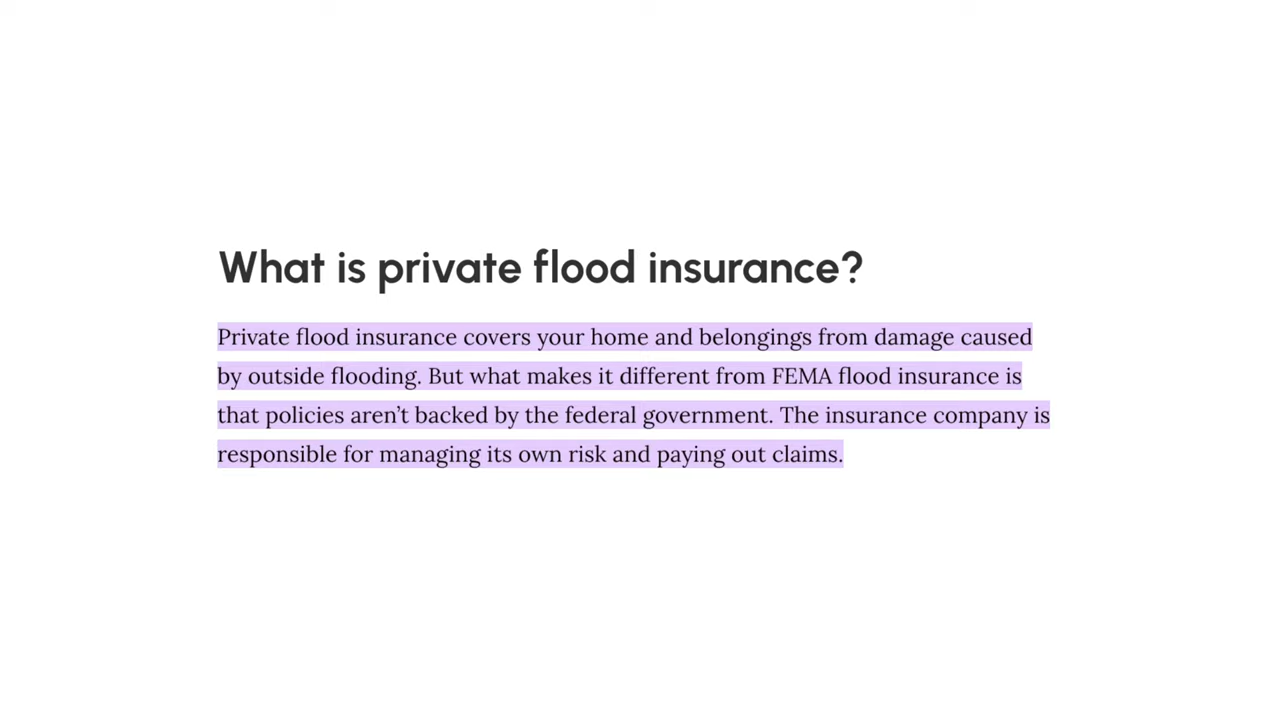 What is private flood insurance?
Private flood insurance covers your home and belongings from damage caused
by outside flooding. But what makes it different from FEMA flood insurance is
that policies aren’t backed by the federal government. The insurance company is
responsible for managing its own risk and paying out claims.